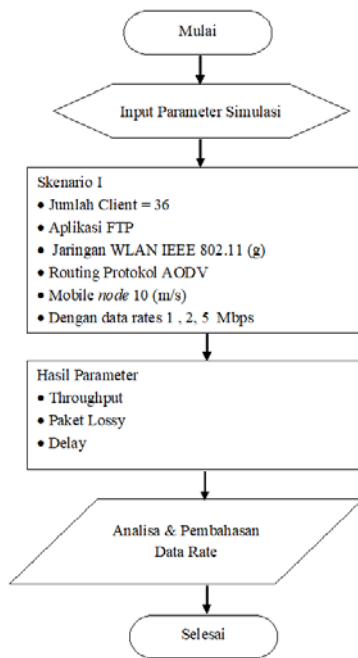 Mulai
Input Parameter Simulasi
Skenario I
• Jumlah Client = 36
• Aplikasi FTP
• Jaringan WLAN IEEE 802.11 (g)
• Routing Protokol AODV
• Mobile node 10 (m/s)
• Dengan data rates 1 , 2, 5 Mbps
Hasil Parameter
• Throughput
• Paket Lossy
• Delay
Analisa & Pembahasan
Data Rate
Selesai